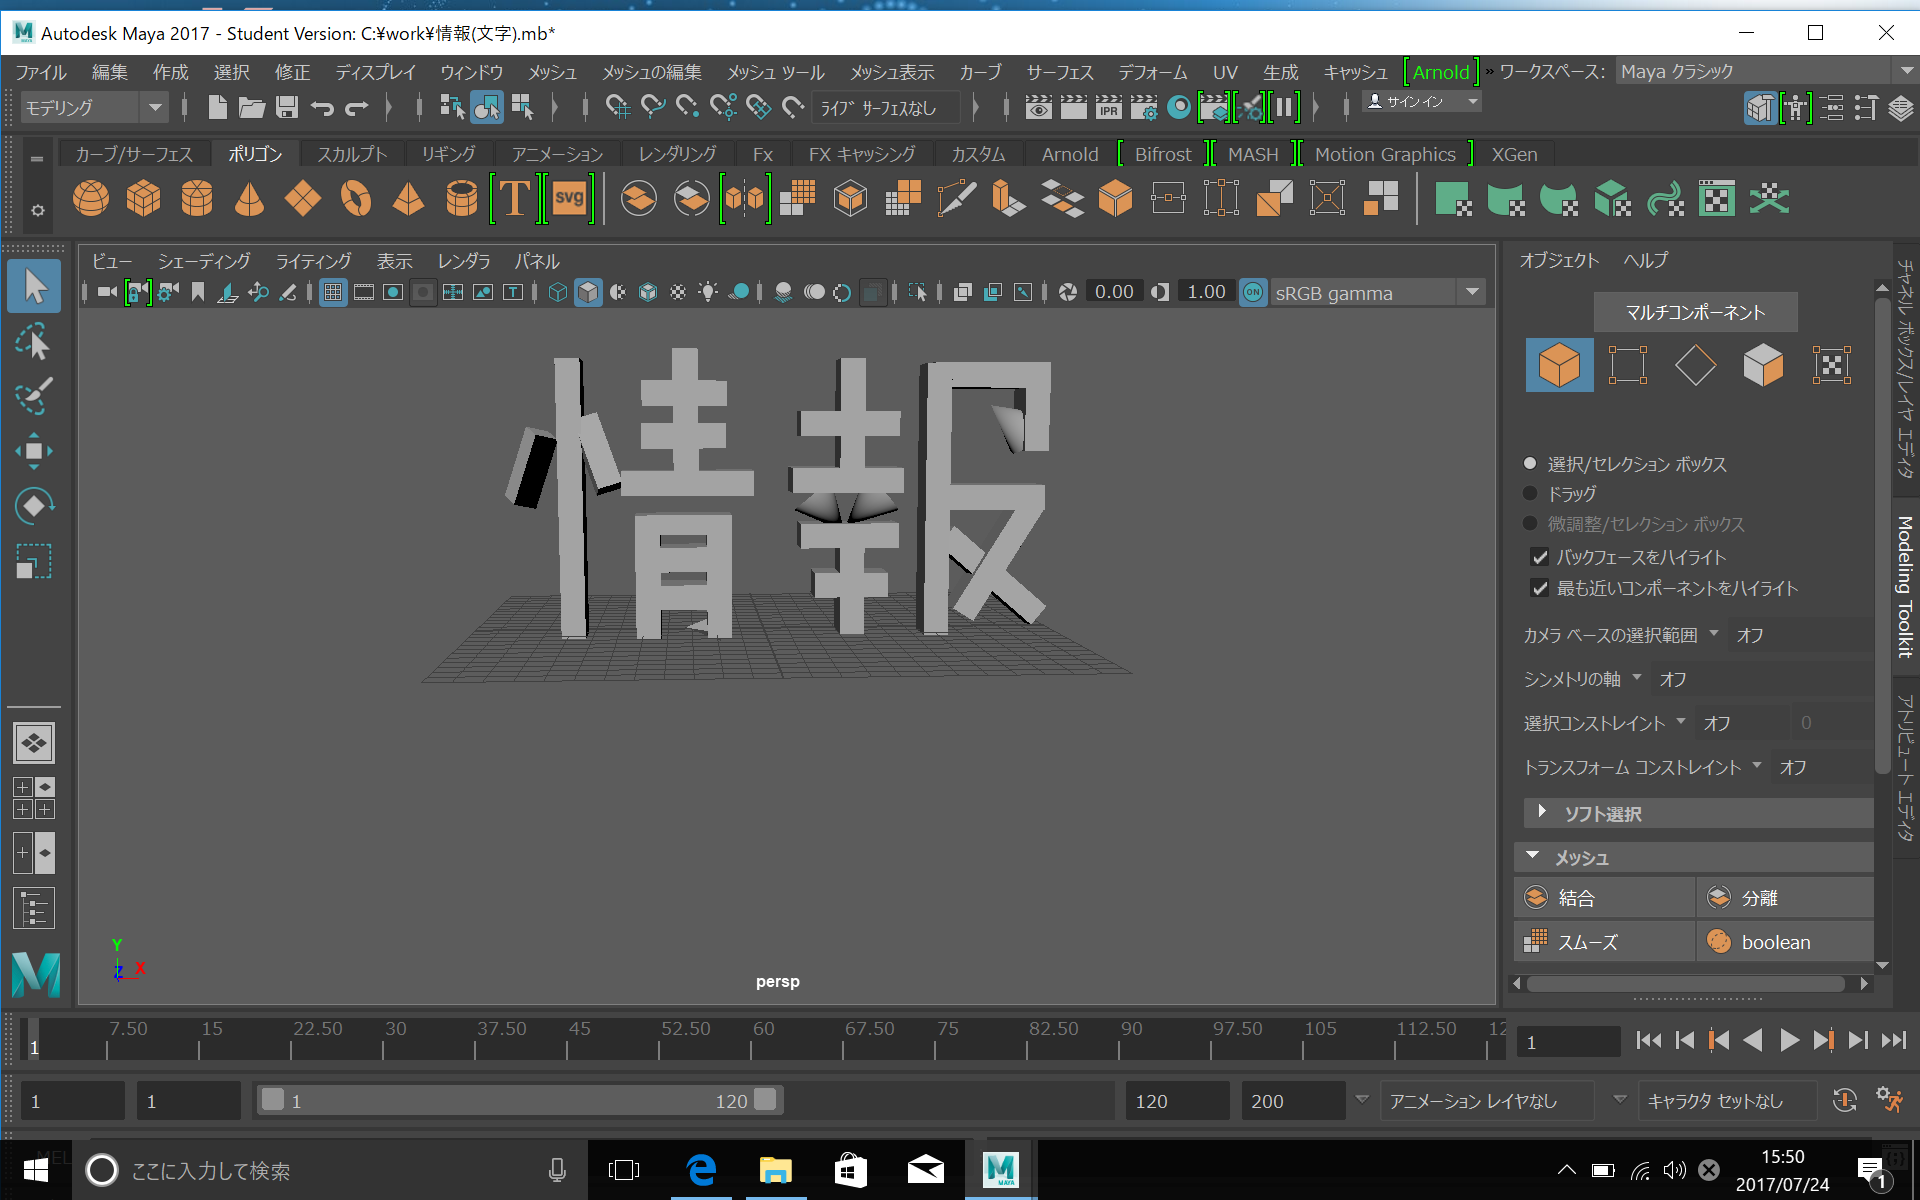 Autodesk Maya 2017 - Student Version: C:¥work¥情報(文字).mb*
ファイル 編集 作成 選択 修正 ディスプレイ ウィンドウ メッシュ メッシュの編集 メッシュ ツール メッシュ表示 カーブ サーフェス デフォーム UV 生成 キャッシュ [Arnold] » ワークスペース: Maya クラシック
モデリング ライブ サーフェスなし IPR サインイン
カーブ/サーフェス ポリゴン スカルプト リギング アニメーション レンダリング Fx FX キャッシング カスタム Arnold [ Bifrost ][ MASH ][ Motion Graphics ] XGen
T svg
ビュー シェーディング ライティング 表示 レンダラ パネル
0.00 1.00 ON sRGB gamma
情報
Y
Z X
persp
オブジェクト ヘルプ
マルチコンポーネント
選択/セレクション ボックス
ドラッグ
微調整/セレクション ボックス
バックフェースをハイライト
最も近いコンポーネントをハイライト
カメラ ベースの選択範囲 オフ
シンメトリの軸 オフ
選択コンストレイント オフ 0
トランスフォーム コンストレイント オフ
ソフト選択
メッシュ
結合 分離
スムーズ boolean
チャネル ボックス/レイヤ エディタ
Modeling Toolkit
アトリビュート エディタ
1 7.50 15 22.50 30 37.50 45 52.50 60 67.50 75 82.50 90 97.50 105 112.50 12
1
1 1 1 120 120 200 アニメーション レイヤなし キャラクタ セットなし
MEL
ここに入力して検索
MAYA
15:50
2017/07/24
1